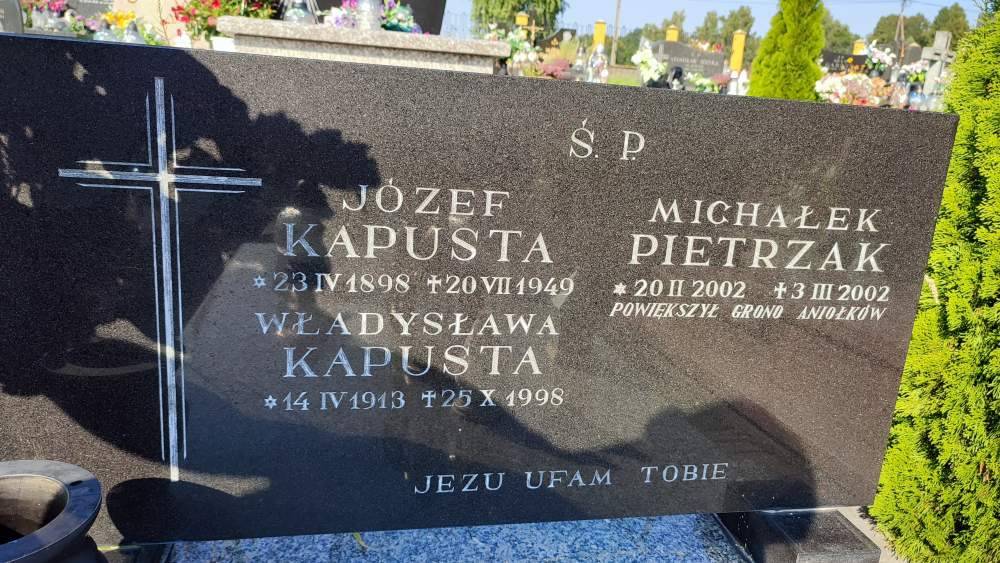 Ś. P.
JÓZEF
KAPUSTA
✡ 23 IV 1898 ✝ 20 VII 1949
WŁADYSŁAWA
KAPUSTA
✡ 14 IV 1913 ✝ 25 X 1998
MICHAŁEK
PIETRZAK
✡ 20 II 2002 ✝ 3 III 2002
POWIĘKSZYŁ GRONO ANIOŁKÓW
JEZU UFAM TOBIE